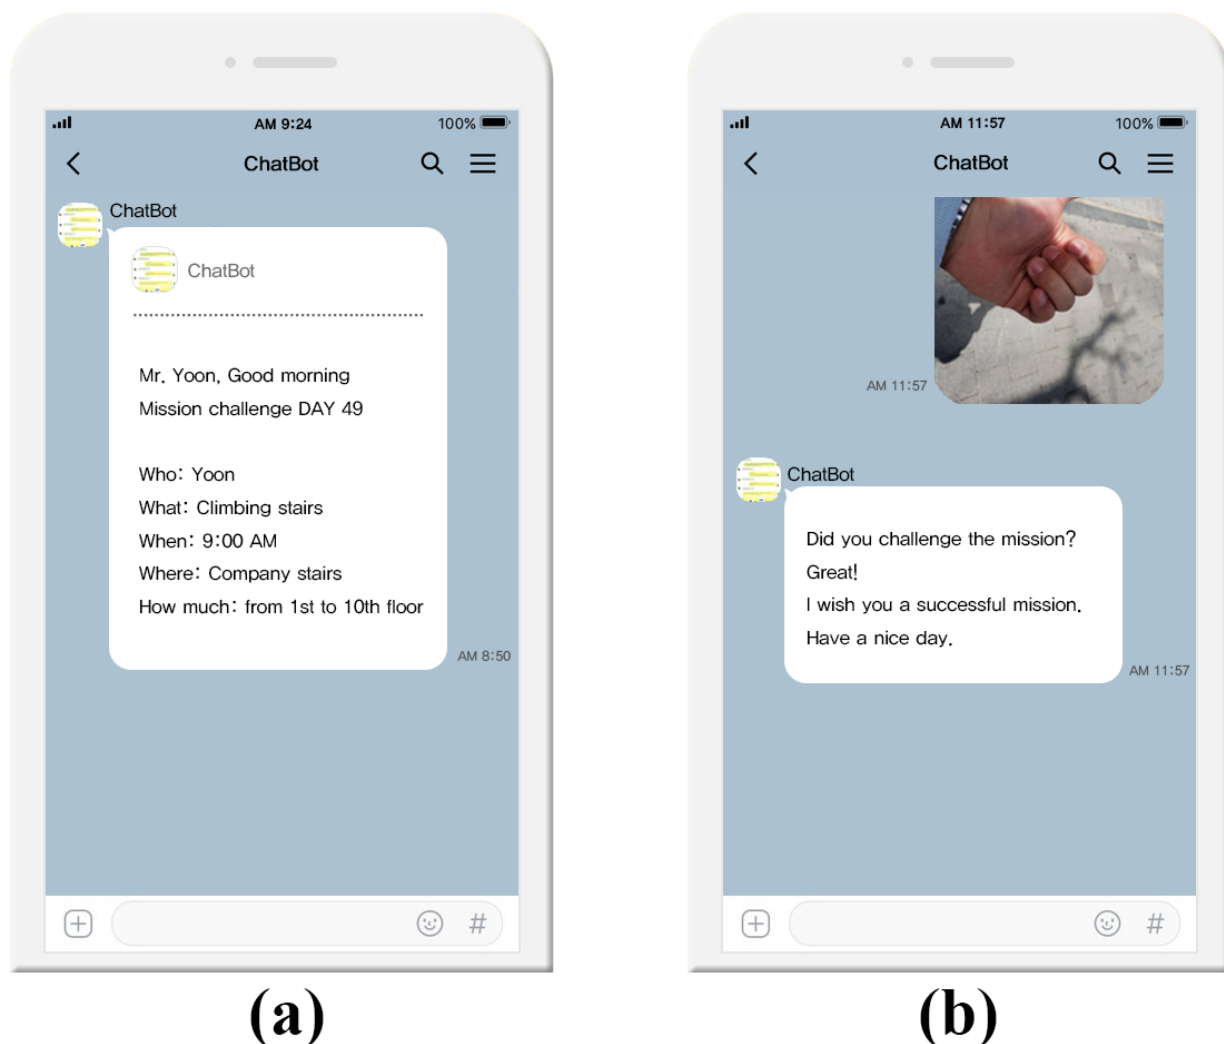 AM 9:24
100%
ChatBot
ChatBot
ChatBot
Mr. Yoon, Good morning
Mission challenge DAY 49
Who: Yoon
What: Climbing stairs
When: 9:00 AM
Where: Company stairs
How much: from 1st to 10th floor
AM 8:50
#
(a)
AM 11:57
100%
ChatBot
AM 11:57
ChatBot
Did you challenge the mission?
Great!
I wish you a successful mission.
Have a nice day.
AM 11:57
#
(b)